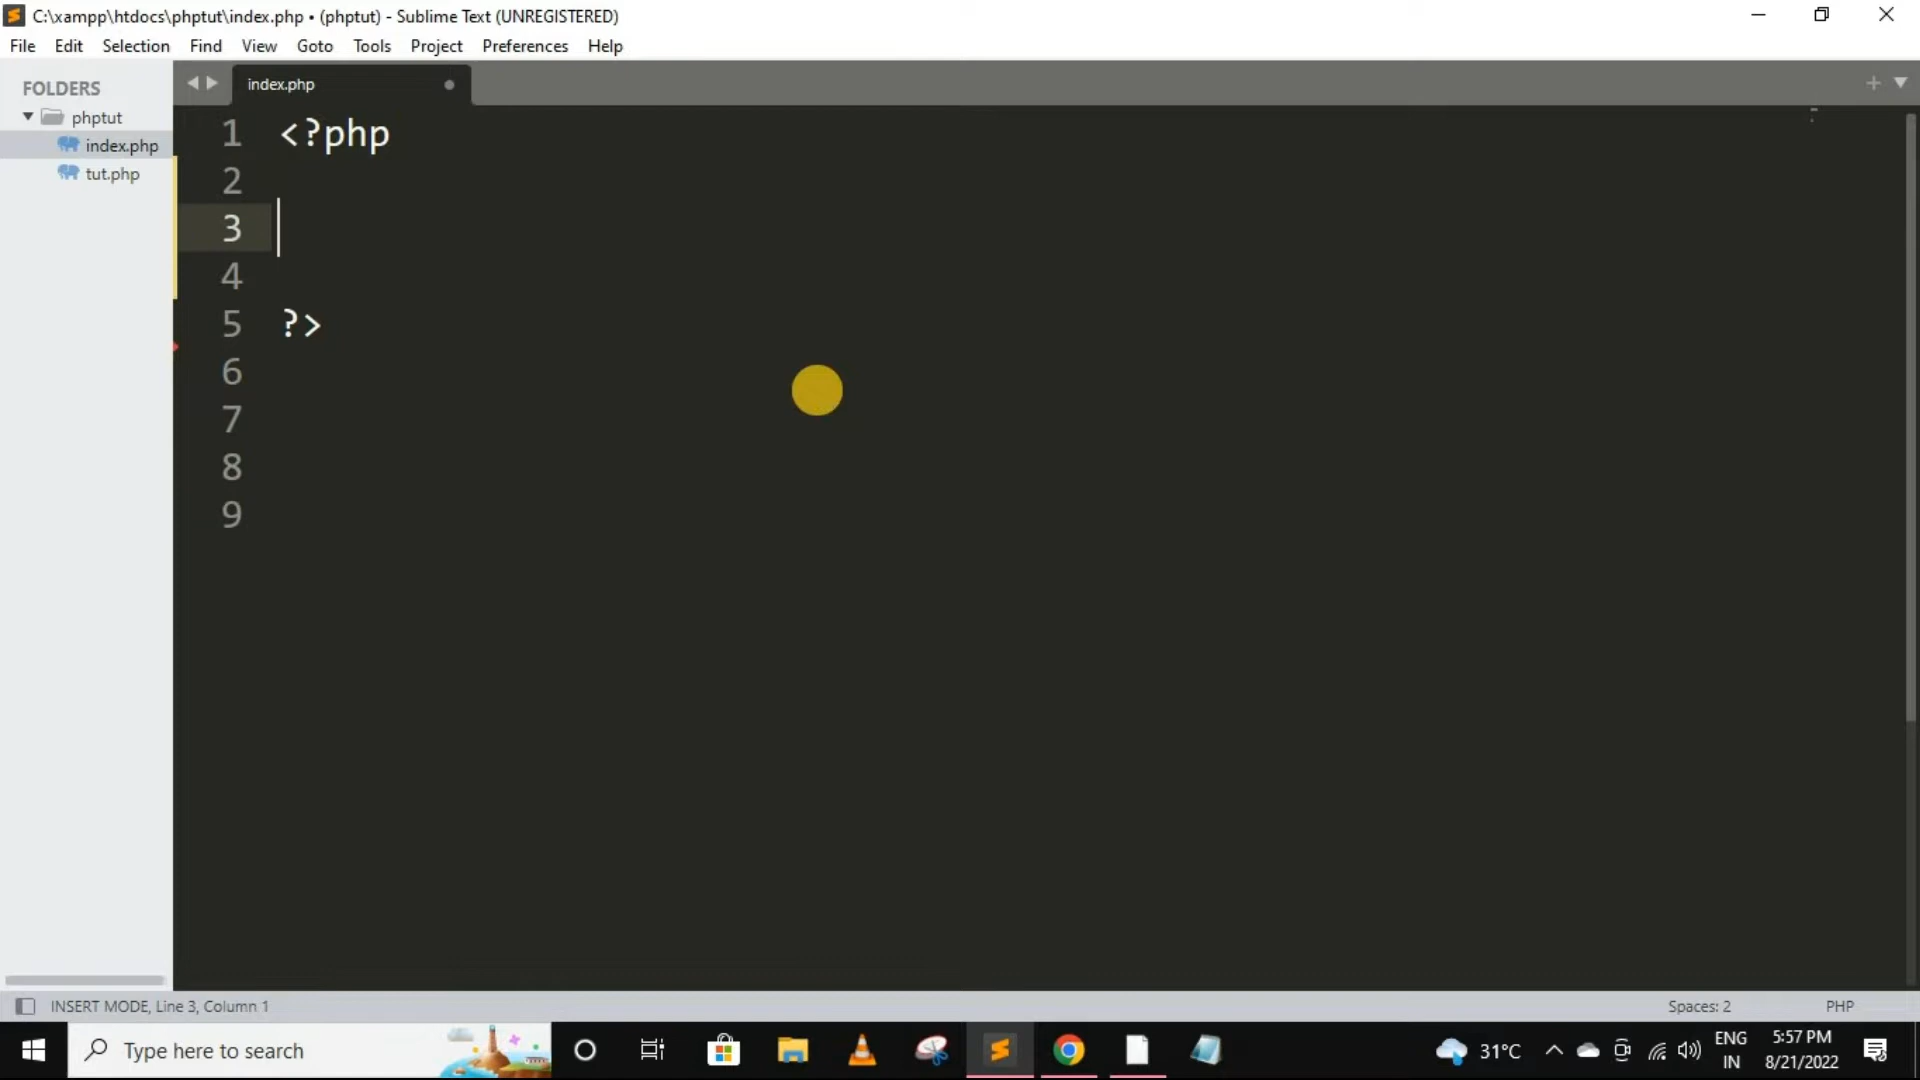 C:\xampp\htdocs\phptut\index.php • (phptut) - Sublime Text (UNREGISTERED)
File Edit Selection Find View Goto Tools Project Preferences Help
FOLDERS
phptut
index.php
tut.php
index.php
1 <?php
2
3
4
5 ?>
6
7
8
9
INSERT MODE, Line 3, Column 1
Spaces: 2
PHP
Type here to search
31°C
ENG
IN
5:57 PM
8/21/2022